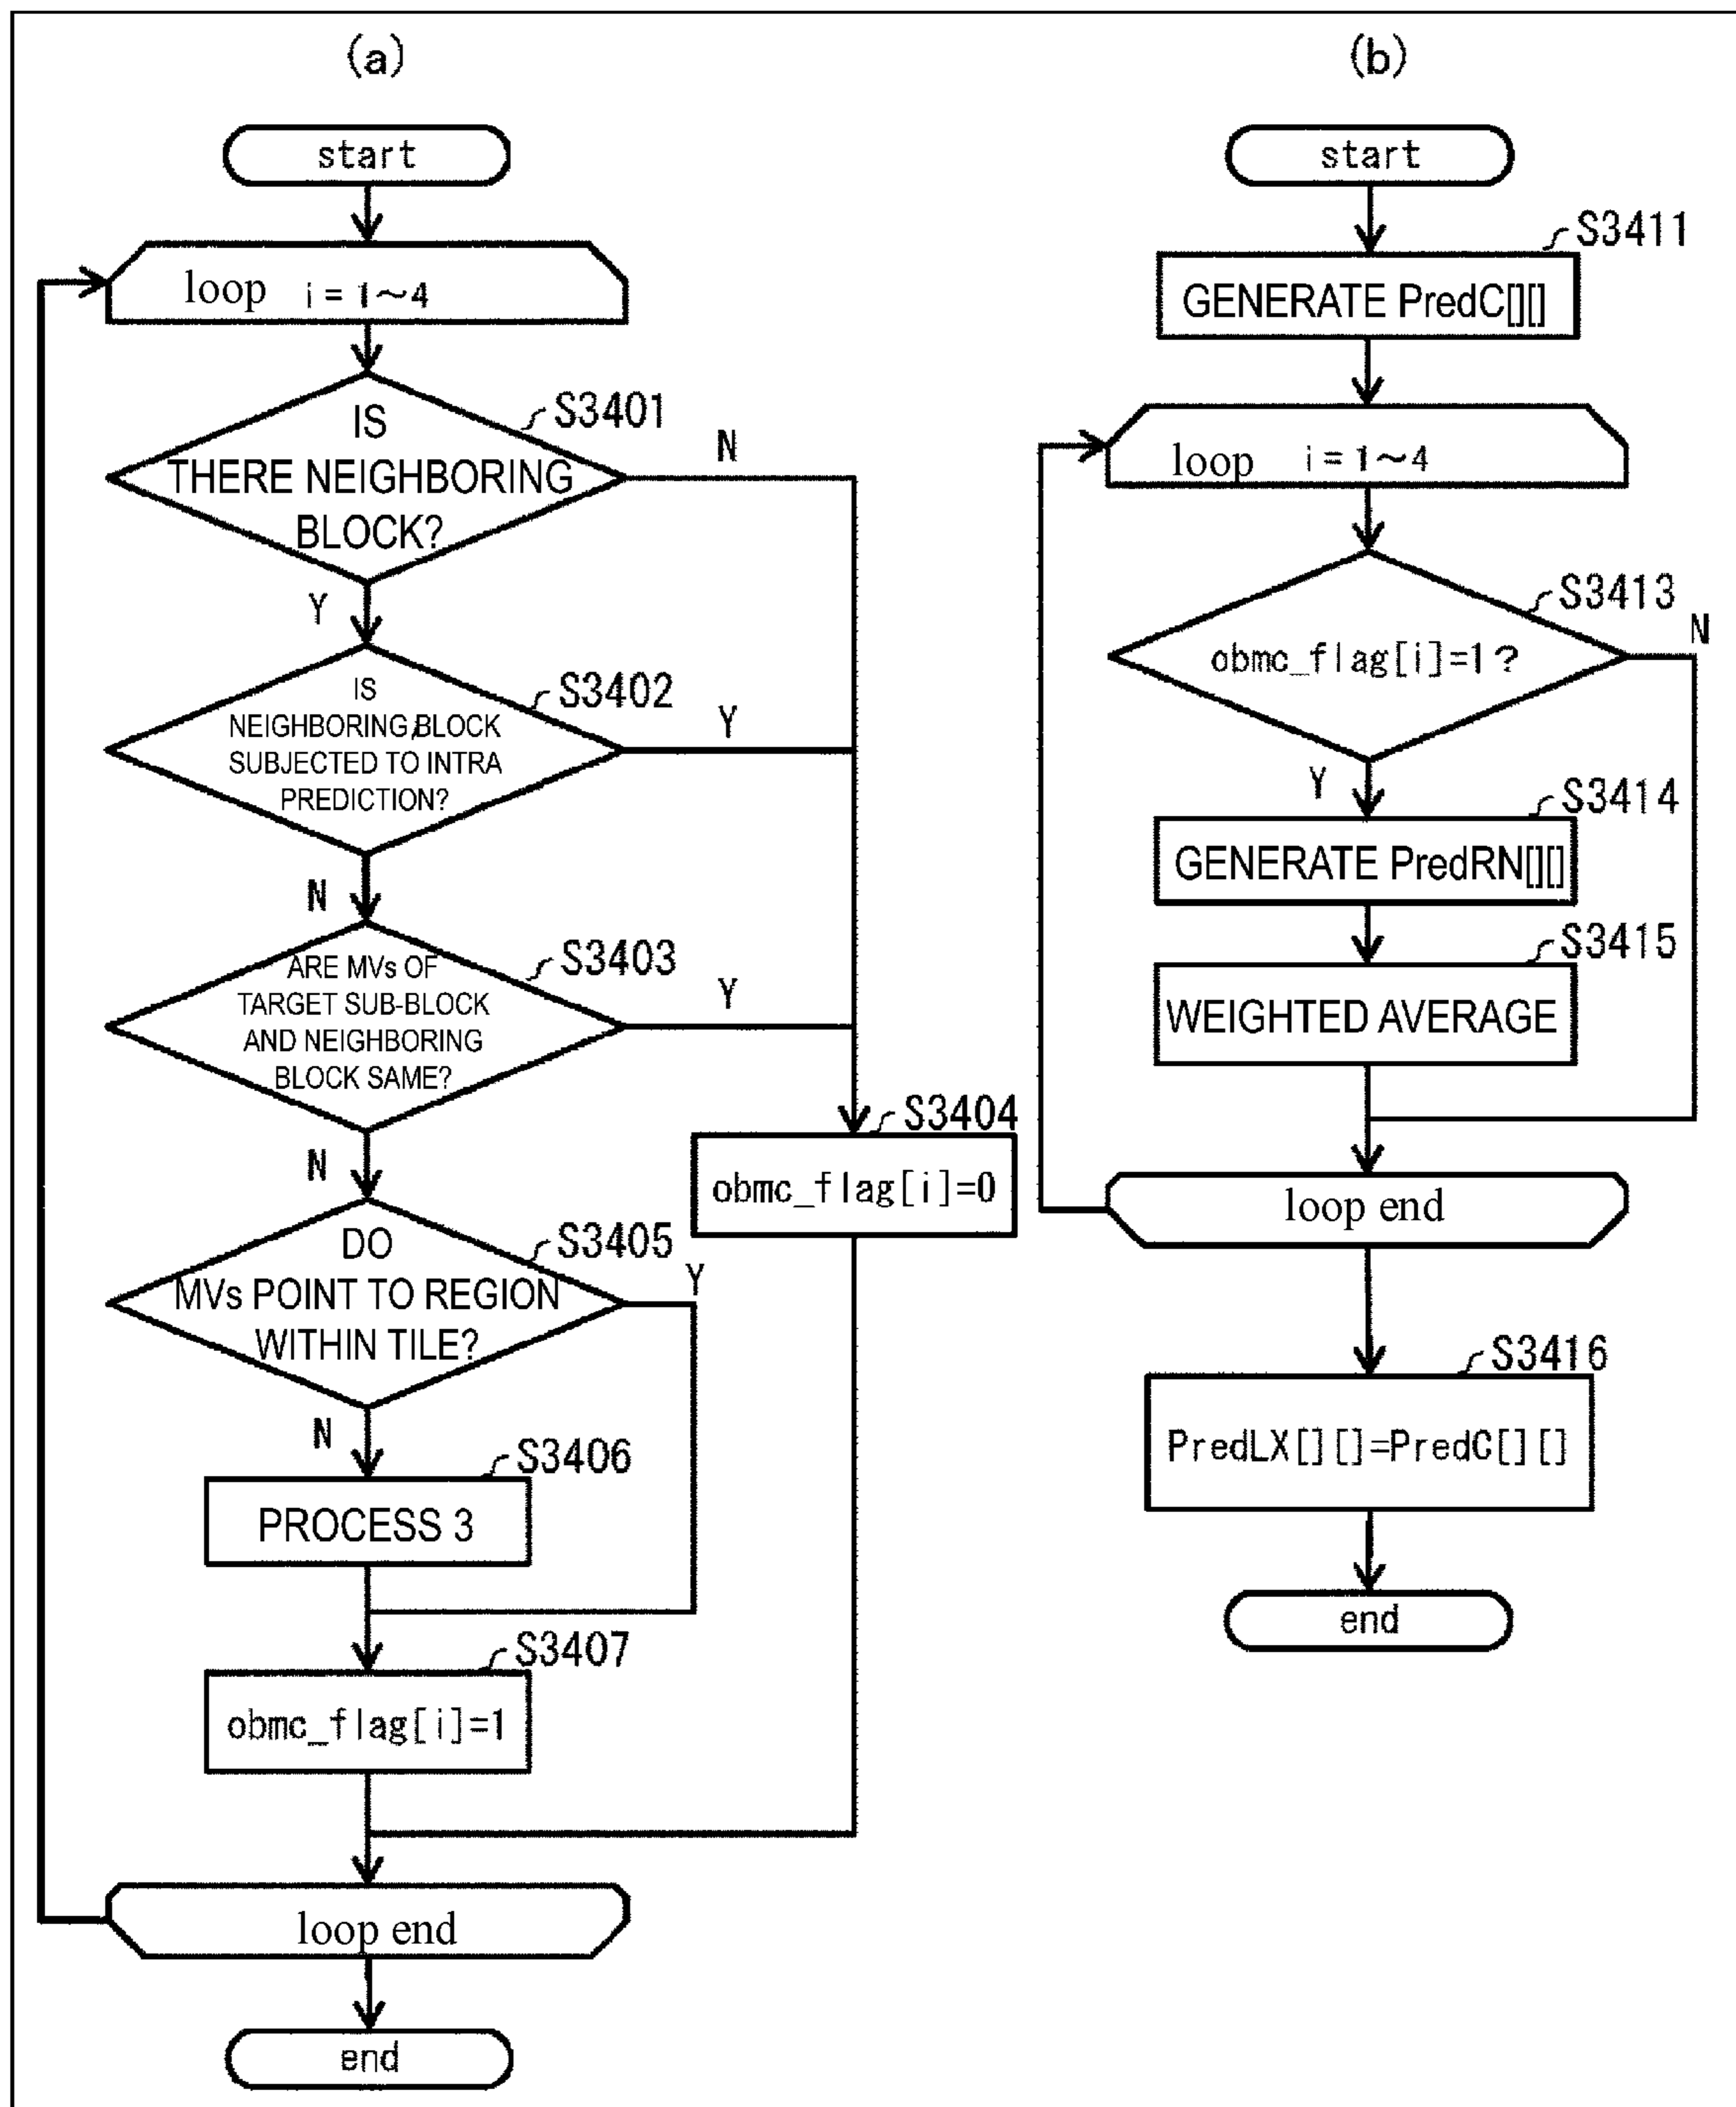 (a)
start
loop i = 1~4
S3401
IS
THERE NEIGHBORING
BLOCK?
N
Y
S3402
IS
NEIGHBORING BLOCK
SUBJECTED TO INTRA
PREDICTION?
Y
N
S3403
ARE MVs OF
TARGET SUB-BLOCK
AND NEIGHBORING
BLOCK SAME?
Y
N
S3404
obmc_flag[i]=0
S3405
DO
MVs POINT TO REGION
WITHIN TILE?
Y
N
S3406
PROCESS 3
S3407
obmc_flag[i]=1
loop end
end
(b)
start
S3411
GENERATE PredC[][]
loop i = 1~4
S3413
obmc_flag[i]=1?
N
Y
S3414
GENERATE PredRN[][]
S3415
WEIGHTED AVERAGE
loop end
S3416
PredLX[][]=PredC[][]
end